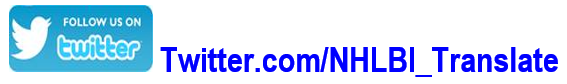 FOLLOW US ON
twitter
Twitter.com/NHLBI_Translate